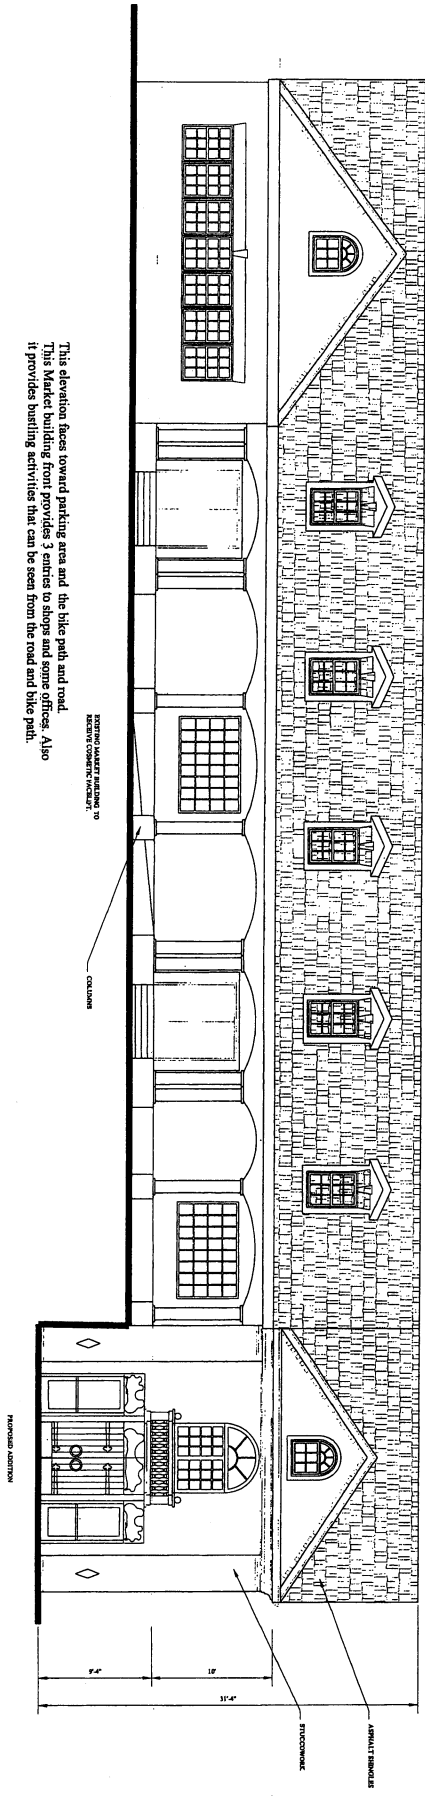 This elevation faces toward parking area and the bike path and road.
This Market building front provides 3 entries to shops and some offices. Also
it provides bustling activities that can be seen from the road and bike path.
EXISTING MARKET BUILDING TO
RECEIVE COSMETIC FACELIFT.
COLUMNS
PROPOSED ADDITION
9'-4"
10'
31'-4"
STUCCOWORK
ASPHALT SHINGLES